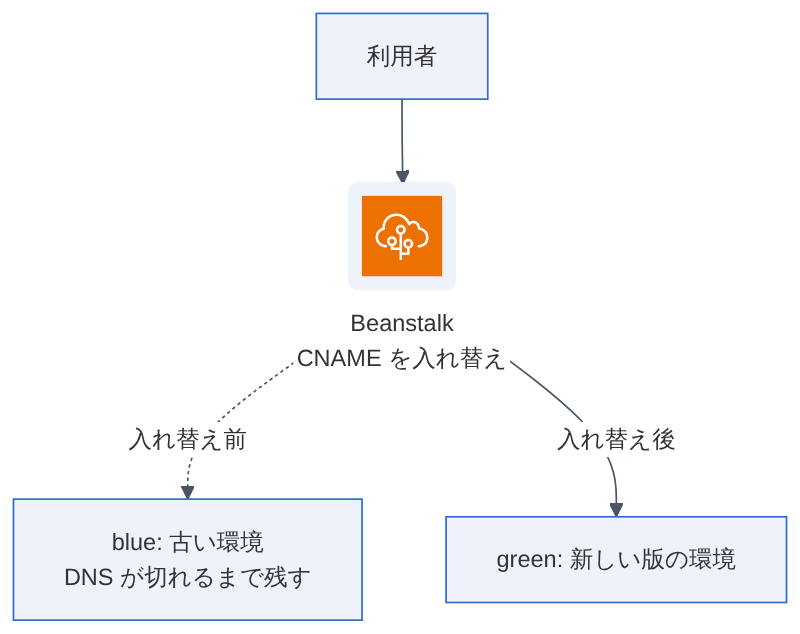 利用者
Beanstalk
CNAME を入れ替え
入れ替え前
入れ替え後
blue: 古い環境
DNS が切れるまで残す
green: 新しい版の環境